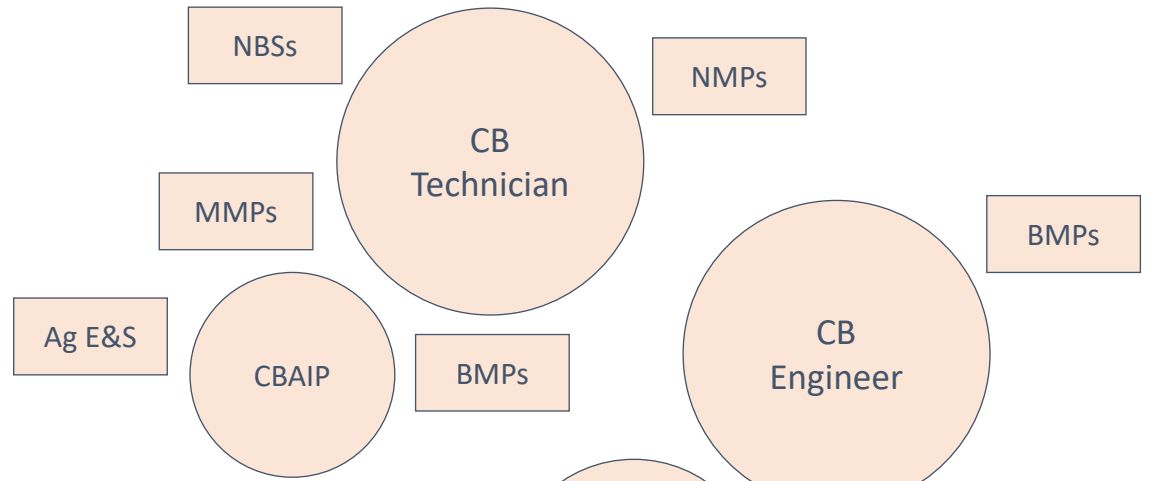 NBSs
NMPs
CB
Technician
MMPs
BMPs
Ag E&S
CBAIP
BMPs
CB
Engineer